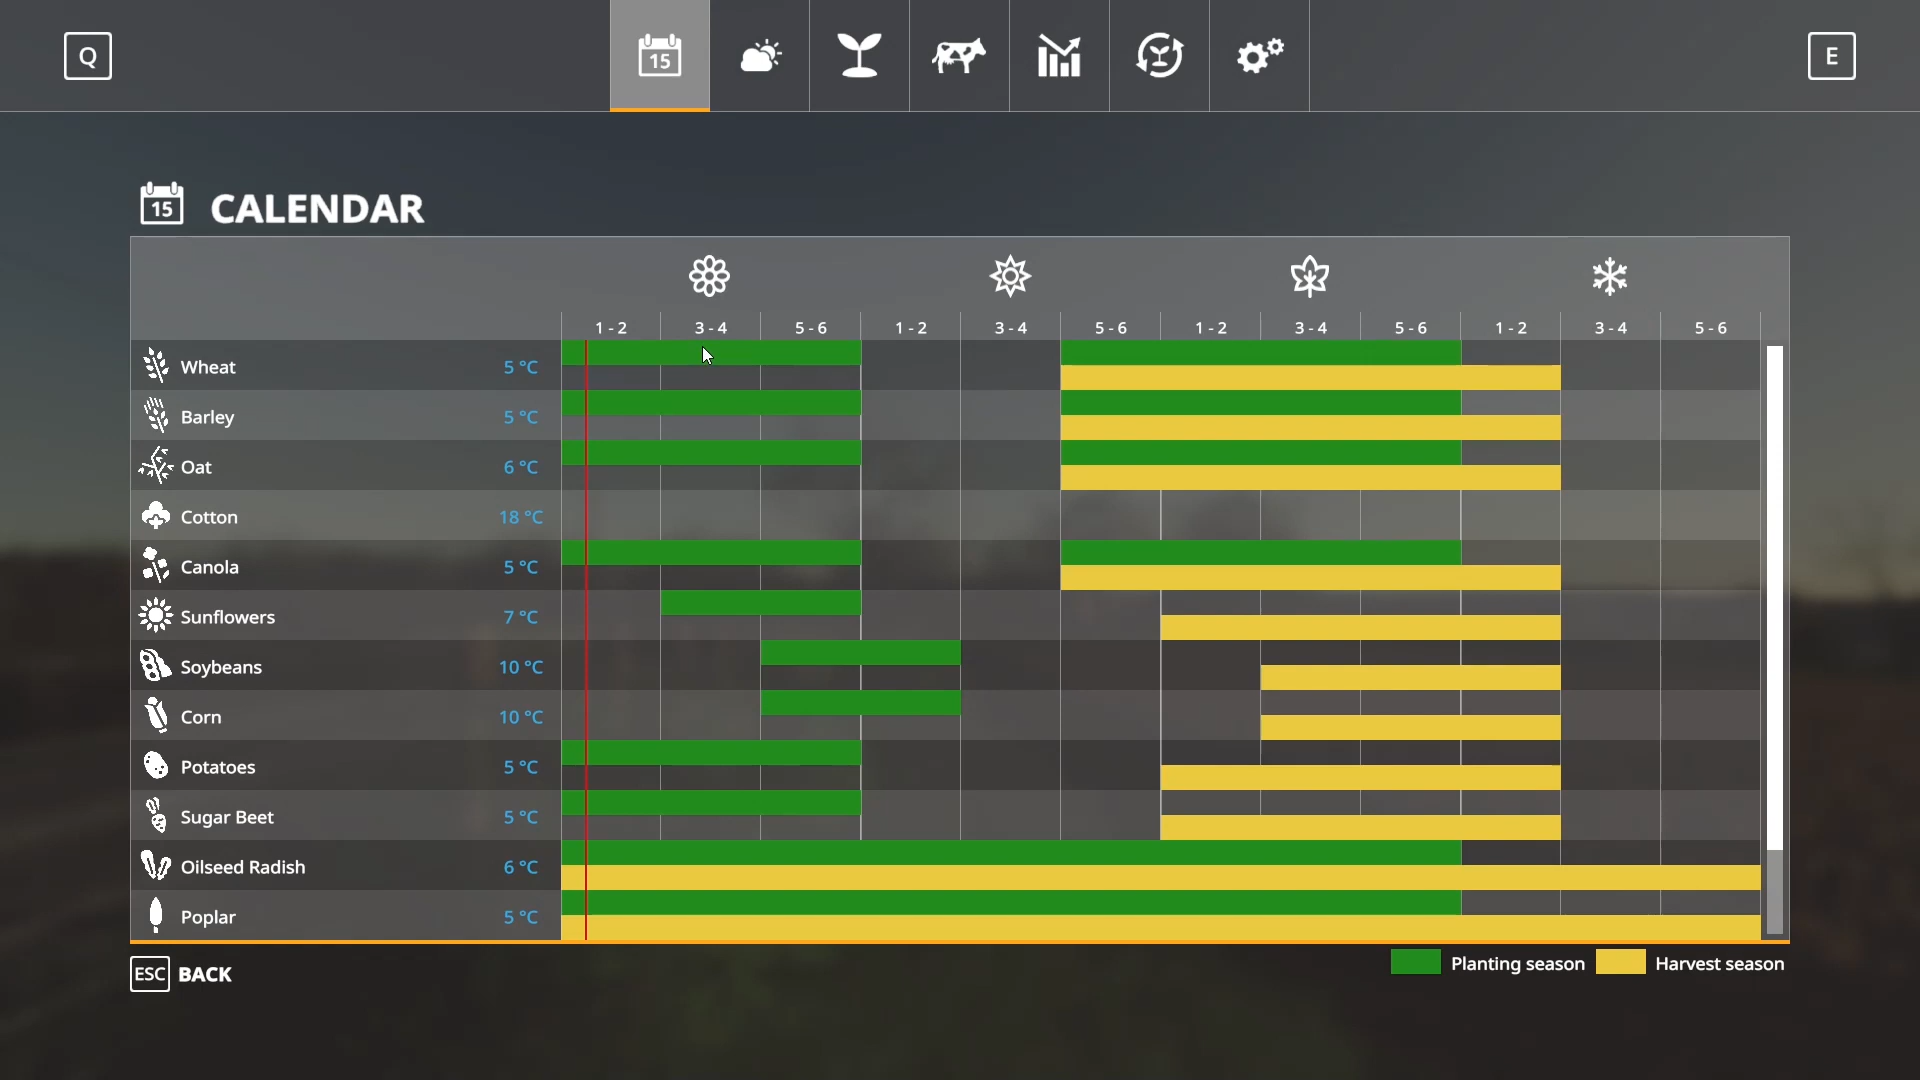 Q
15
E
15 CALENDAR
1 - 2 3 - 4 5 - 6 1 - 2 3 - 4 5 - 6 1 - 2 3 - 4 5 - 6 1 - 2 3 - 4 5 - 6
Wheat 5 °C
Barley 5 °C
Oat 6 °C
Cotton 18 °C
Canola 5 °C
Sunflowers 7 °C
Soybeans 10 °C
Corn 10 °C
Potatoes 5 °C
Sugar Beet 5 °C
Oilseed Radish 6 °C
Poplar 5 °C
ESC BACK
Planting season Harvest season